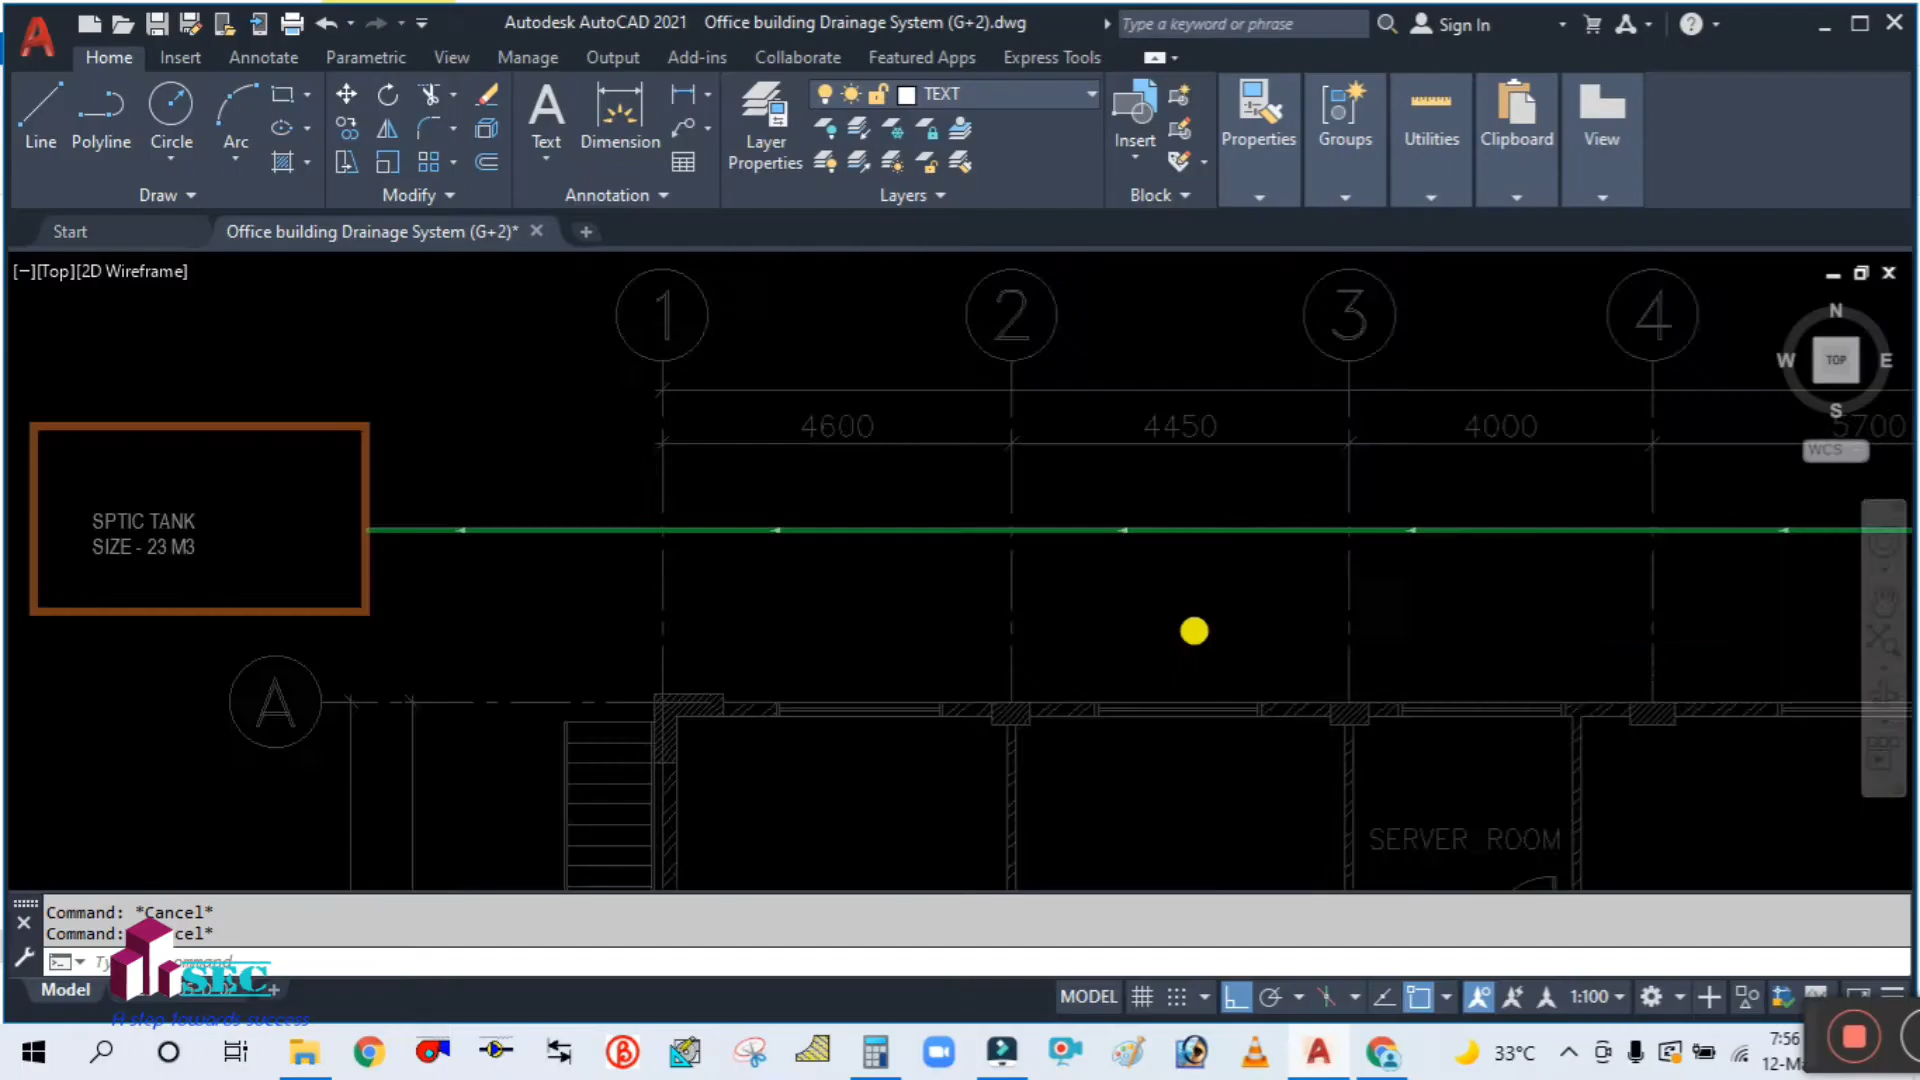 Autodesk AutoCAD 2021 Office building Drainage System (G+2).dwg
Type a keyword or phrase
Sign In
Home Insert Annotate Parametric View Manage Output Add-ins Collaborate Featured Apps Express Tools
TEXT
Line Polyline Circle Arc
Text Dimension
Layer Properties
Insert
Properties Groups Utilities Clipboard View
Draw Modify Annotation Layers Block
Start Office building Drainage System (G+2)*
[−][Top][2D Wireframe]
1 2 3 4
N
W TOP E
S
WCS
4600 4450 4000 5700
SPTIC TANK
SIZE - 23 M3
A
SERVER ROOM
Command: *Cancel*
Command:
SEC
A step towards success
Model
MODEL 1:100
33°C
7:56